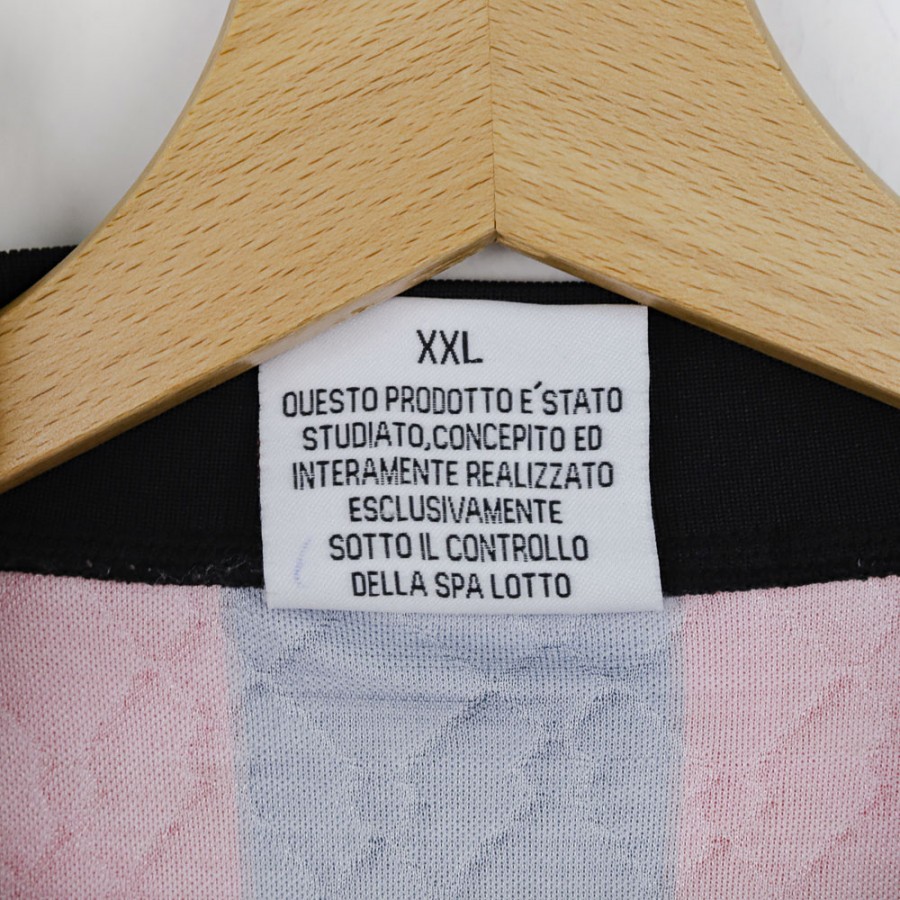 XXL
QUESTO PRODOTTO E´STATO
STUDIATO,CONCEPITO ED
INTERAMENTE REALIZZATO
ESCLUSIVAMENTE
SOTTO IL CONTROLLO
DELLA SPA LOTTO